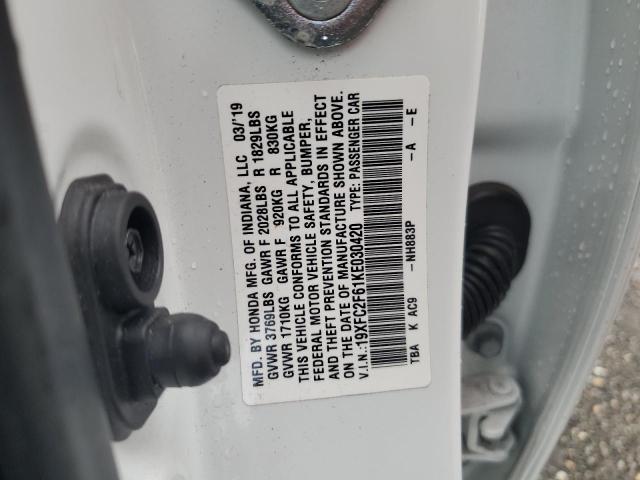 MFD. BY HONDA MFG. OF INDIANA, LLC 03/'19
GVWR 3769LBS GAWR F 2028LBS R 1829LBS
GVWR 1710KG GAWR F 920KG R 830KG
THIS VEHICLE CONFORMS TO ALL APPLICABLE
FEDERAL MOTOR VEHICLE SAFETY, BUMPER,
AND THEFT PREVENTION STANDARDS IN EFFECT
ON THE DATE OF MANUFACTURE SHOWN ABOVE.
V.I.N.:19XFC2F61KE030420 TYPE: PASSENGER CAR
TBA K AC9 -NH883P -A -E